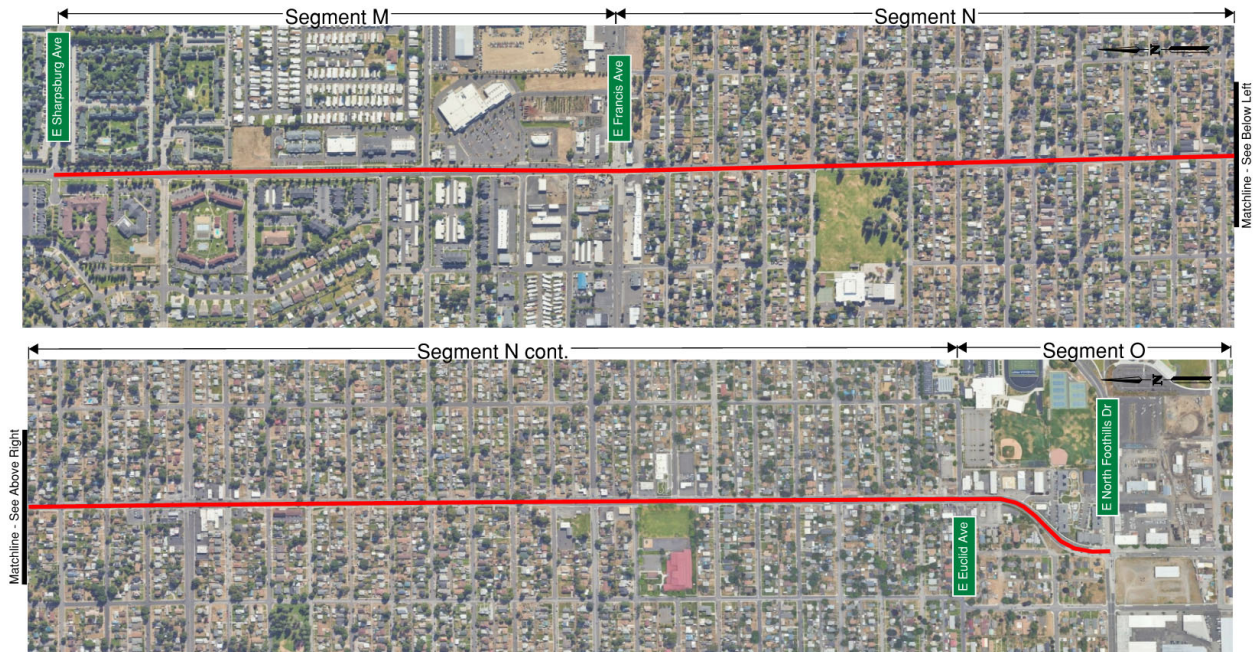 Segment M
Segment N
E Sharpsburg Ave
E Francis Ave
N
Matchline - See Below Left
Segment N cont.
Segment O
Matchline - See Above Right
E Euclid Ave
E North Foothills Dr
N